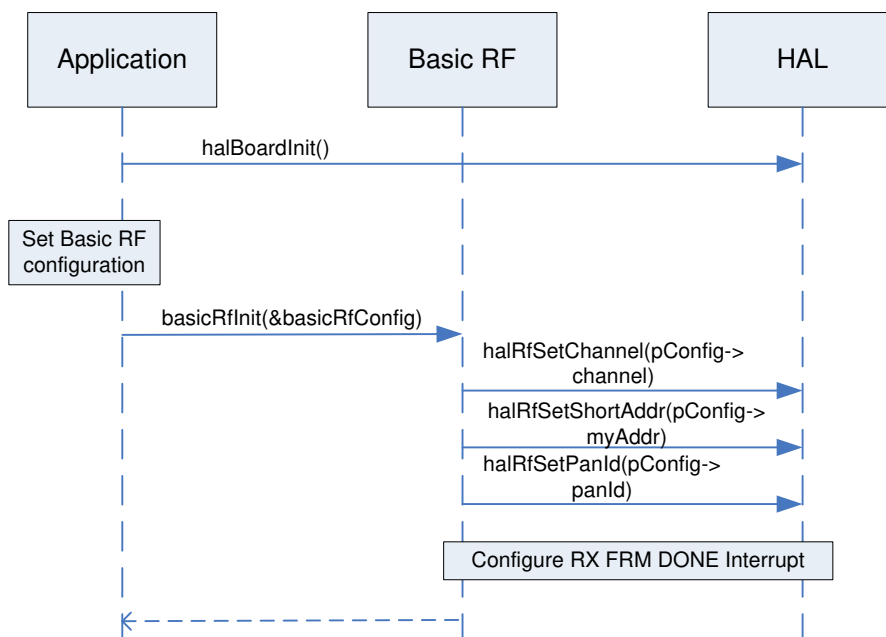 Application
Basic RF
HAL
halBoardInit()
Set Basic RF
configuration
basicRfInit(&basicRfConfig)
halRfSetChannel(pConfig->
channel)
halRfSetShortAddr(pConfig->
myAddr)
halRfSetPanId(pConfig->
panId)
Configure RX FRM DONE Interrupt